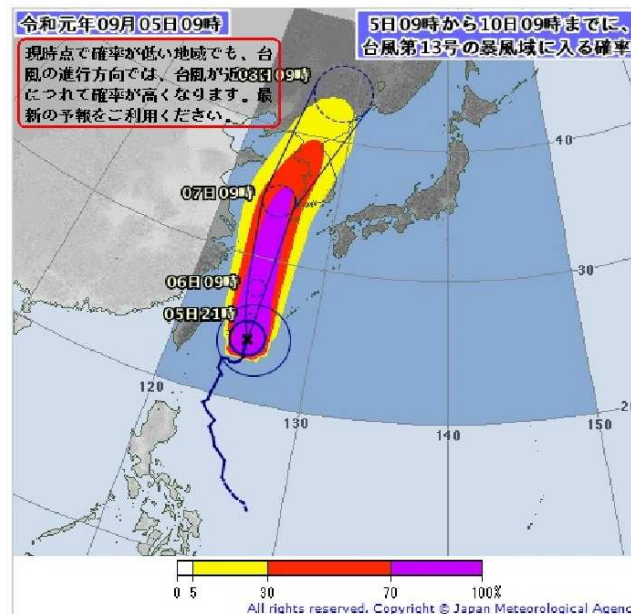 令和元年09月05日09時
5日09時から10日09時までに、
台風第13号の暴風域に入る確率
現時点で確率が低い地域でも、台
風の進行方向では、台風が近
につれて確率が高くなります。最
新の予報をご利用ください。
08日09時
07日09時
06日09時
05日21時
40
30
20
120
130
140
150
0 5 30 70 100%
All rights reserved. Copyright © Japan Meteorological Agenc